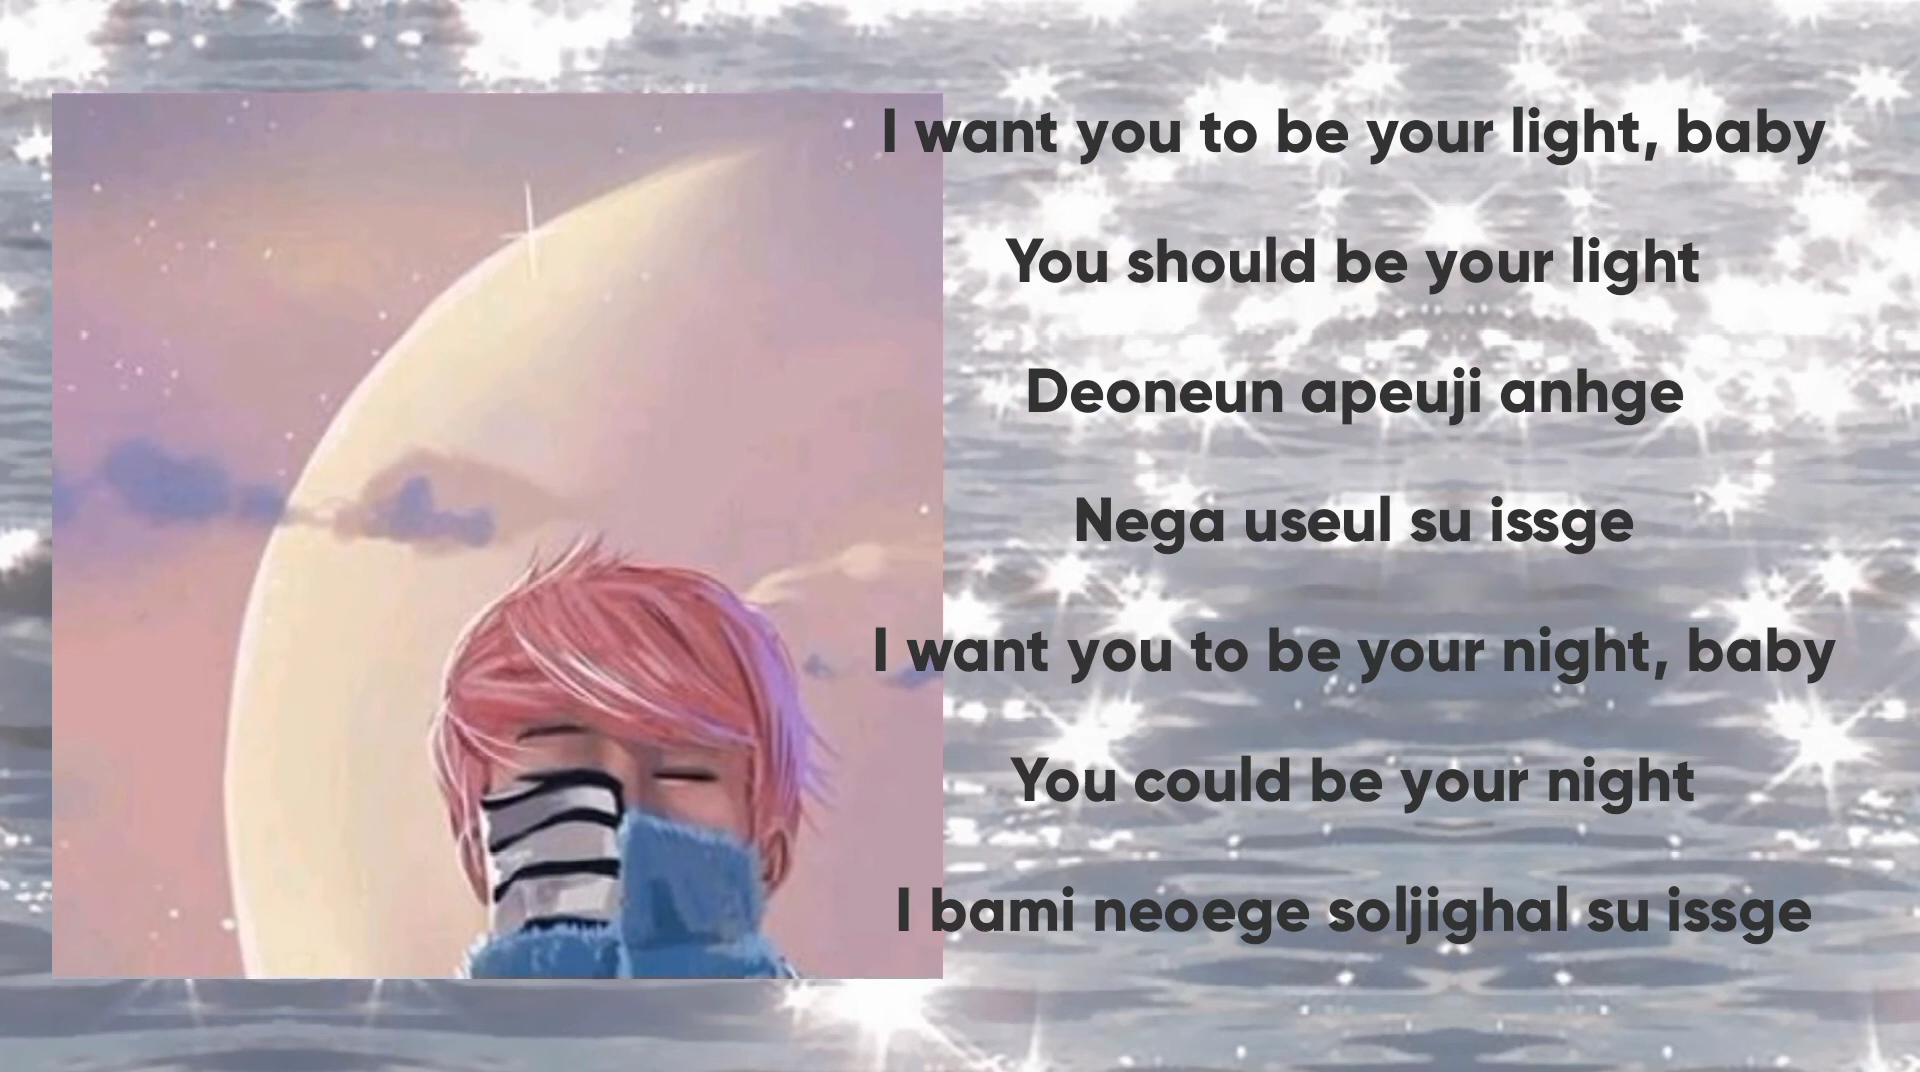 I want you to be your light, baby
You should be your light
Deoneun apeuji anhge
Nega useul su issge
I want you to be your night, baby
You could be your night
I bami neoege soljighal su issge